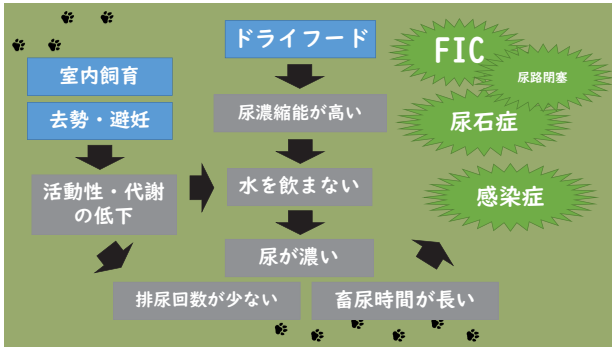 ドライフード
FIC
尿路閉塞
室内飼育
去勢・避妊
尿濃縮能が高い
尿石症
活動性・代謝
の低下
水を飲まない
感染症
尿が濃い
排尿回数が少ない
畜尿時間が長い